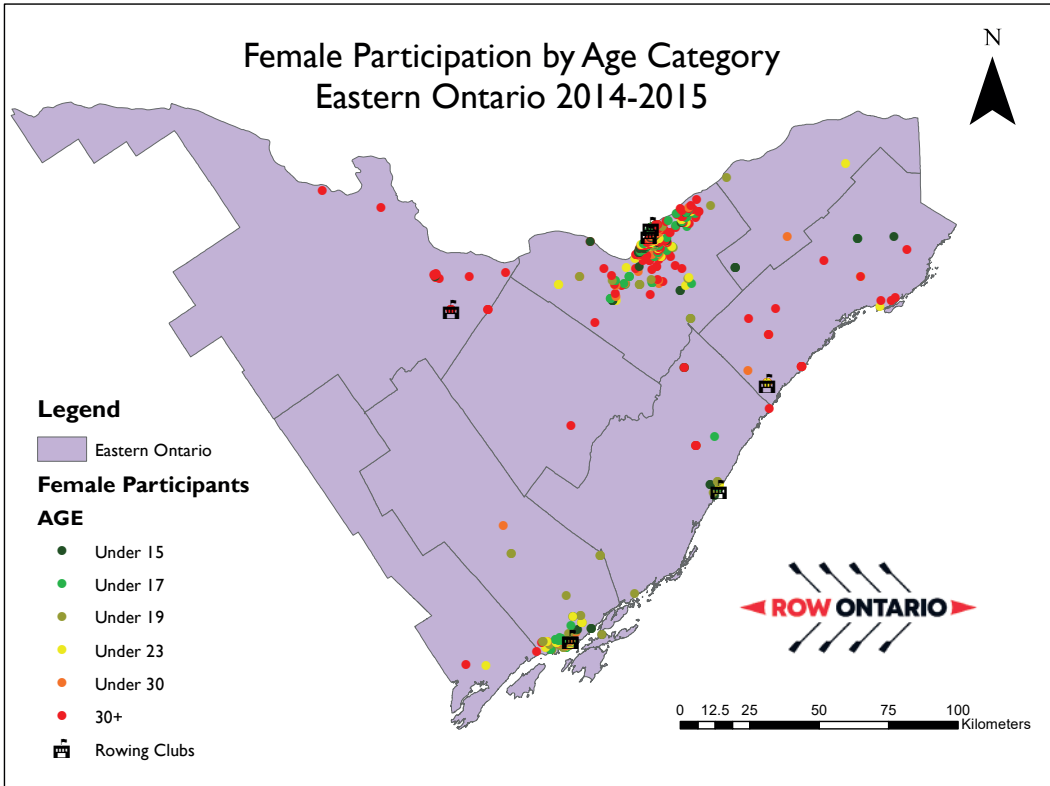 Female Participation by Age Category
Eastern Ontario 2014-2015
N
Legend
Eastern Ontario
Female Participants
AGE
Under 15
Under 17
Under 19
Under 23
Under 30
30+
Rowing Clubs
ROW ONTARIO
0 12.5 25 50 75 100
Kilometers